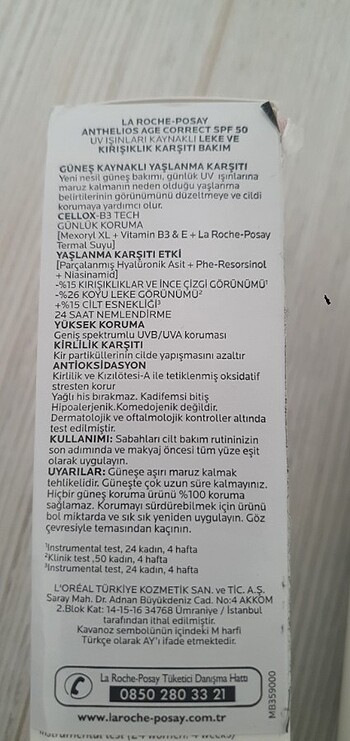 LA ROCHE-POSAY
ANTHELIOS AGE CORRECT SPF 50
UV IŞINLARI KAYNAKLI LEKE VE
KIRIŞIKLIK KARŞITI BAKIM
GÜNEŞ KAYNAKLI YAŞLANMA KARŞITI
Yeni nesil güneş bakımı, günlük UV ışınlarına
maruz kalmanın neden olduğu yaşlanma
belirtilerinin görünümünü düzeltmeye ve cildi
korumaya yardımcı olur.
CELLOX-B3 TECH
GÜNLÜK KORUMA
[Mexoryl XL + Vitamin B3 & E + La Roche-Posay
Termal Suyu]
YAŞLANMA KARŞITI ETKİ
[Parçalanmış Hyalüronik Asit + Phe-Resorsinol
+ Niasinamid]
-%15 KIRIŞIKLIKLAR VE İNCE ÇİZGİ GÖRÜNÜMܹ
-%26 KOYU LEKE GÖRÜNÜMܲ
+%15 CİLT ESNEKLİĞݳ
24 SAAT NEMLENDİRME
YÜKSEK KORUMA
Geniş spektrumlu UVB/UVA koruması
KİRLİLİK KARŞITI
Kir partiküllerinin cilde yapışmasını azaltır
ANTİOKSİDASYON
Kirlilik ve Kızılötesi-A ile tetiklenmiş oksidatif
stresten korur
Yağlı his bırakmaz. Kadifemsi bitiş
Hipoalerjenik.Komedojenik değildir.
Dermatolojik ve oftalmolojik kontroller altında
test edilmiştir.
KULLANIMI: Sabahları cilt bakım rutininizin
son adımında ve makyaj öncesi tüm yüze eşit
olarak uygulayın.
UYARILAR: Güneşe aşırı maruz kalmak
tehlikelidir. Güneşte çok uzun süre kalmayınız.
Hiçbir güneş koruma ürünü %100 koruma
sağlamaz. Korumayı sürdürebilmek için ürünü
bol miktarda ve sık sık yeniden uygulayın. Göz
çevresiyle temasından kaçının.
¹Instrumental test, 24 kadın, 4 hafta
²Klinik test ,50 kadın, 4 hafta
³Instrumental test, 24 kadın, 4 hafta
L'ORÉAL TÜRKİYE KOZMETİK SAN. ve TİC. A.Ş.
Saray Mah. Dr. Adnan Büyükdeniz Cad. No:4 AKKOM
2.Blok Kat: 14-15-16 34768 Ümraniye / İstanbul
tarafından ithal edilmiştir.
Kavanoz sembolünün içindeki M harfi
Türkçe olarak AY'ı ifade etmektedir.
La Roche-Posay Tüketici Danışma Hattı
0850 280 33 21
www.laroche-posay.com.tr
MB359000
Instrumental test (24 women, 4 weeks)